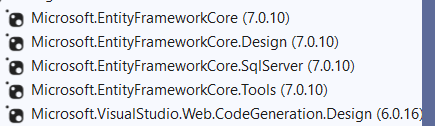 Microsoft.EntityFrameworkCore (7.0.10)
Microsoft.EntityFrameworkCore.Design (7.0.10)
Microsoft.EntityFrameworkCore.SqlServer (7.0.10)
Microsoft.EntityFrameworkCore.Tools (7.0.10)
Microsoft.VisualStudio.Web.CodeGeneration.Design (6.0.16)